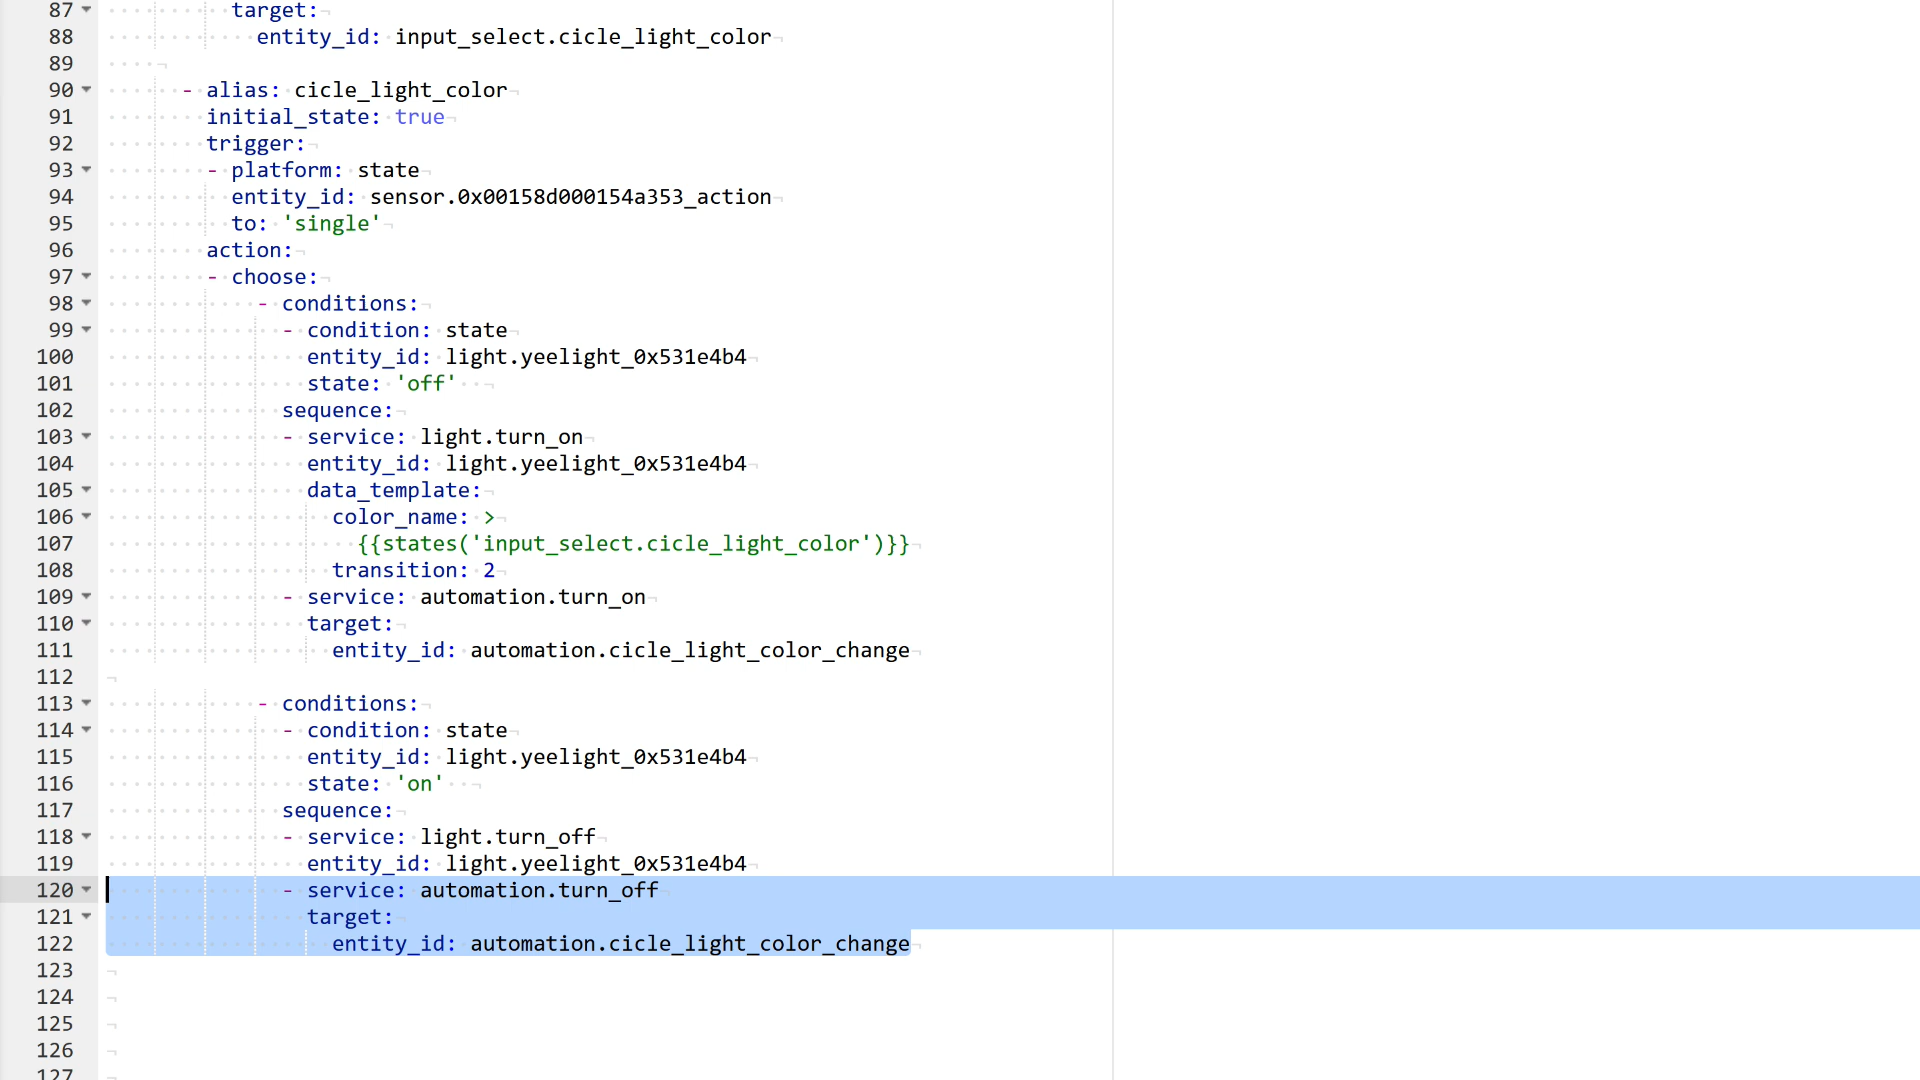 87 target:
88 entity_id: input_select.cicle_light_color
89
90 - alias: cicle_light_color
91 initial_state: true
92 trigger:
93 - platform: state
94 entity_id: sensor.0x00158d000154a353_action
95 to: 'single'
96 action:
97 - choose:
98 - conditions:
99 - condition: state
100 entity_id: light.yeelight_0x531e4b4
101 state: 'off'
102 sequence:
103 - service: light.turn_on
104 entity_id: light.yeelight_0x531e4b4
105 data_template:
106 color_name: >
107 {{states('input_select.cicle_light_color')}}
108 transition: 2
109 - service: automation.turn_on
110 target:
111 entity_id: automation.cicle_light_color_change
112
113 - conditions:
114 - condition: state
115 entity_id: light.yeelight_0x531e4b4
116 state: 'on'
117 sequence:
118 - service: light.turn_off
119 entity_id: light.yeelight_0x531e4b4
120 - service: automation.turn_off
121 target:
122 entity_id: automation.cicle_light_color_change
123
124
125
126
127